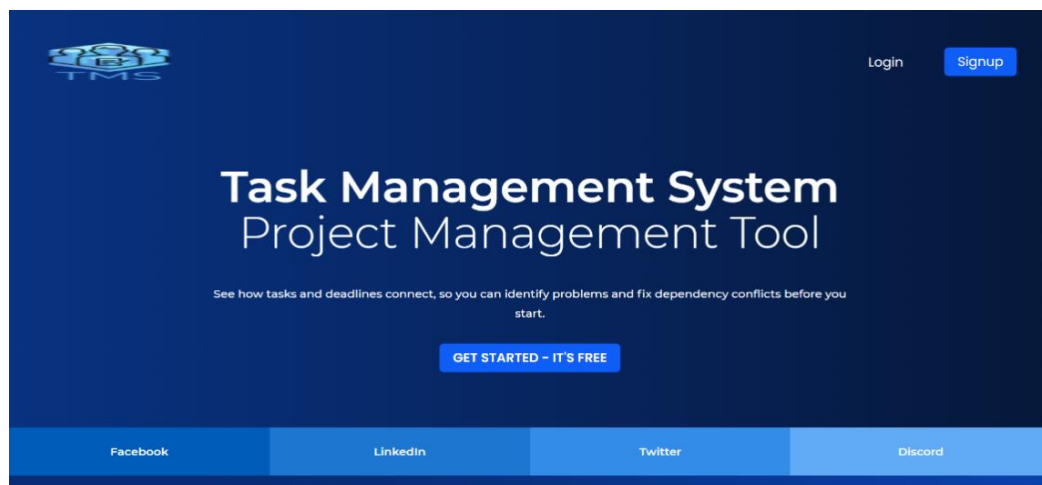 TMS
Login
Signup
Task Management System
Project Management Tool
See how tasks and deadlines connect, so you can identify problems and fix dependency conflicts before you
start.
GET STARTED - IT'S FREE
Facebook
LinkedIn
Twitter
Discord